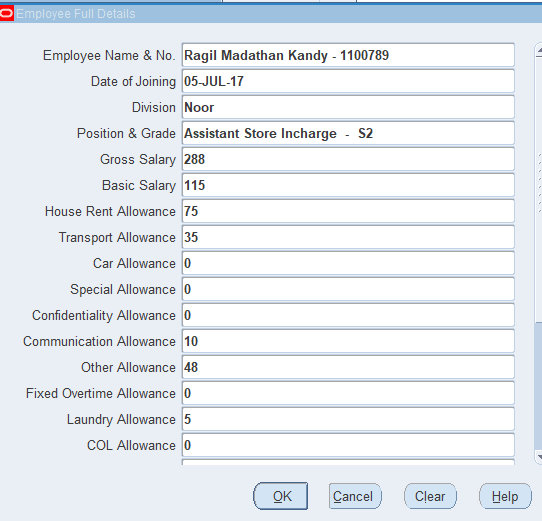 Employee Full Details
Employee Name & No. Ragil Madathan Kandy - 1100789
Date of Joining 05-JUL-17
Division Noor
Position & Grade Assistant Store Incharge - S2
Gross Salary 288
Basic Salary 115
House Rent Allowance 75
Transport Allowance 35
Car Allowance 0
Special Allowance 0
Confidentiality Allowance 0
Communication Allowance 10
Other Allowance 48
Fixed Overtime Allowance 0
Laundry Allowance 5
COL Allowance 0
OK Cancel Clear Help